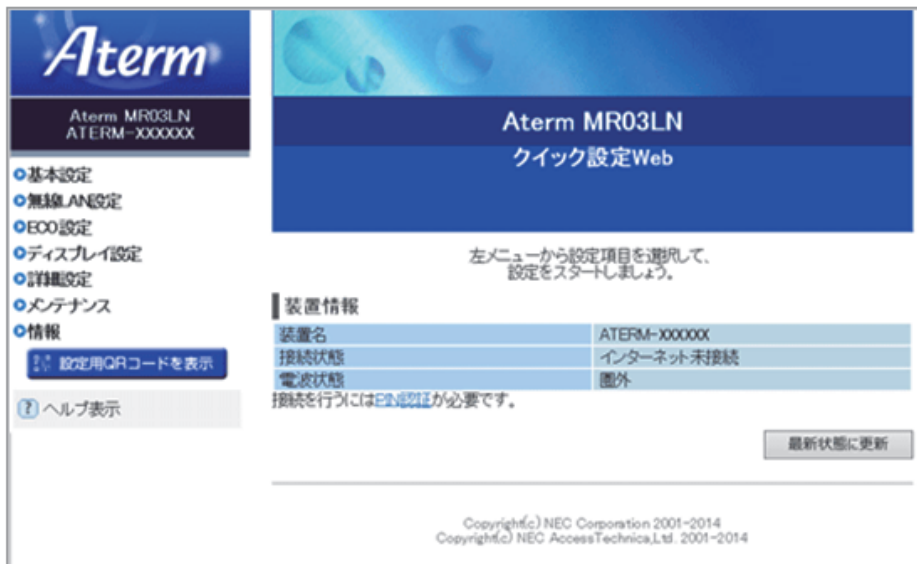 Aterm
Aterm MR03LN
ATERM-XXXXXX
基本設定
無線LAN設定
ECO設定
ディスプレイ設定
詳細設定
メンテナンス
情報
設定用QRコードを表示
? ヘルプ表示
Aterm MR03LN
クイック設定Web
左メニューから設定項目を選択して、
設定をスタートしましょう。
装置情報
装置名 ATERM-XXXXXX
接続状態 インターネット未接続
電波状態 圏外
接続を行うにはPIN認証が必要です。
最新状態に更新
Copyright(c) NEC Corporation 2001-2014
Copyright(c) NEC AccessTechnica,Ltd. 2001-2014